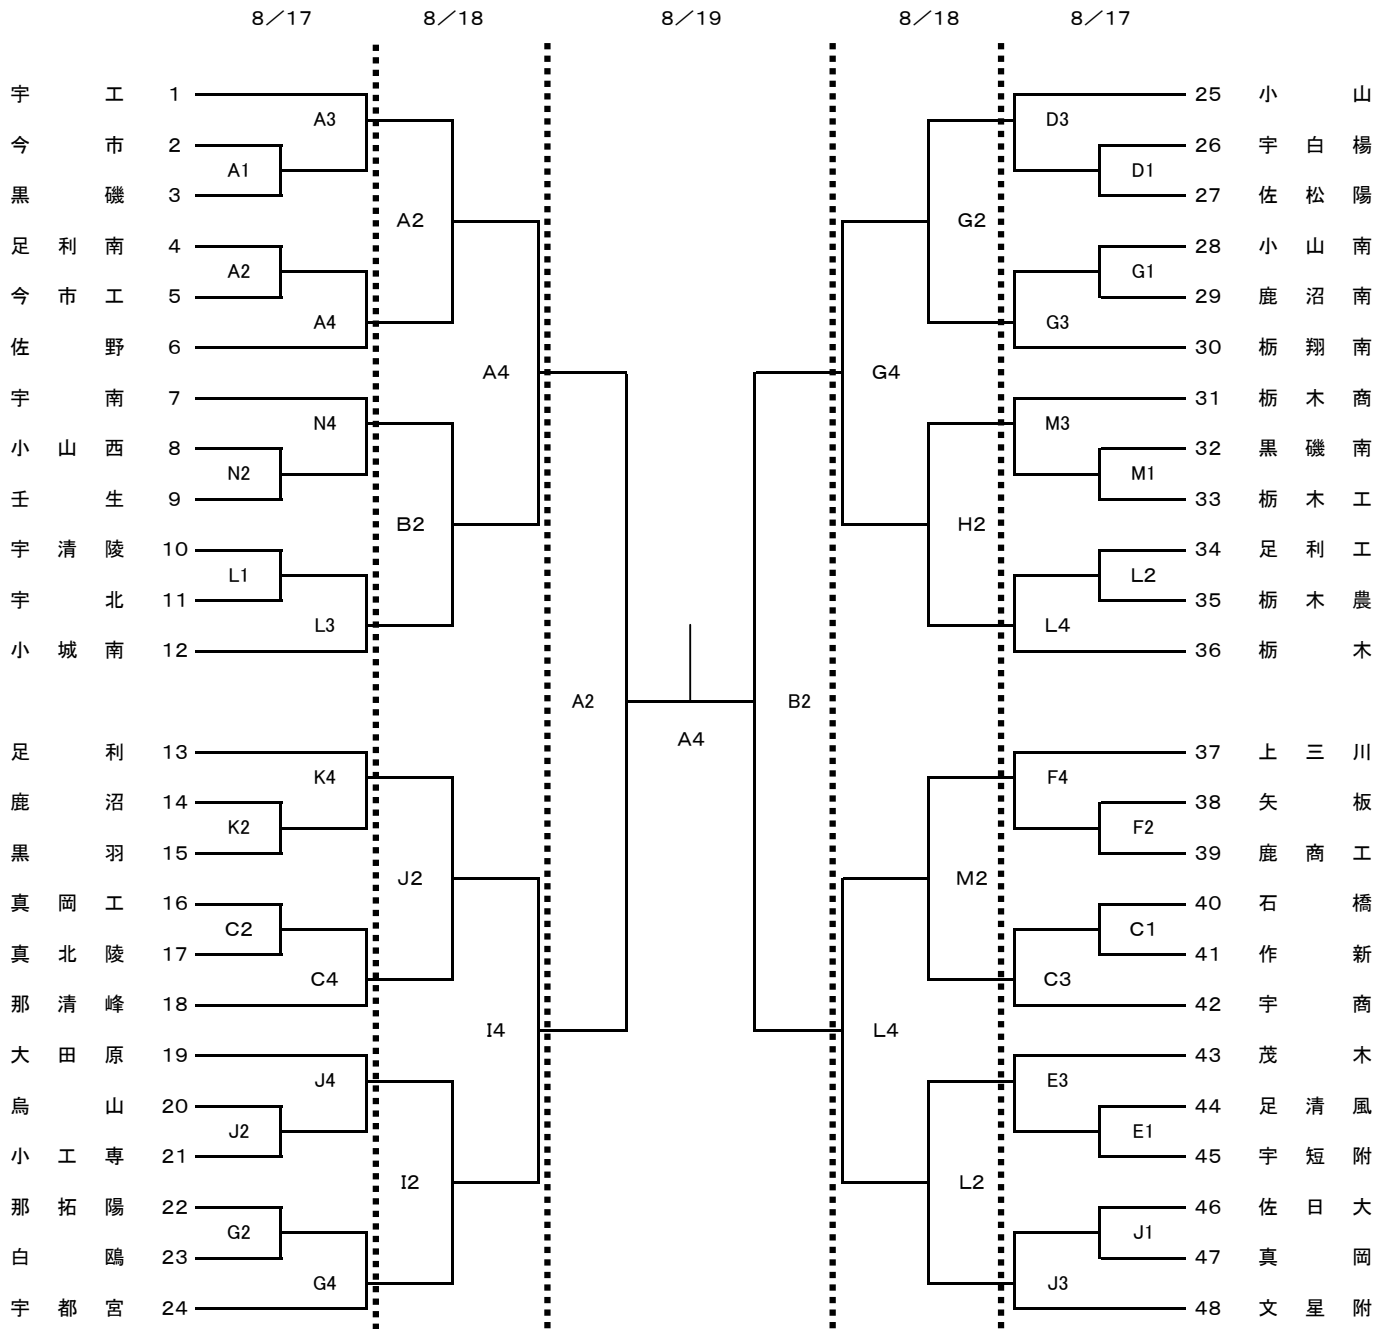 8／17 8／18 8／19 8／18 8／17
宇工 1
A3
今市 2
A1
黒磯 3
A2
足利南 4
A2
今市工 5
A4
佐野 6
A4
宇南 7
N4
小山西 8
N2
壬生 9
B2
宇清陵 10
L1
宇北 11
L3
小城南 12
A2
足利 13
K4
鹿沼 14
K2
黒羽 15
J2
真岡工 16
C2
真北陵 17
C4
那清峰 18
I4
大田原 19
J4
烏山 20
J2
小工専 21
I2
那拓陽 22
G2
白鴎 23
G4
宇都宮 24
A4
25 小山
D3
26 宇白楊
D1
27 佐松陽
G2
28 小山南
G1
29 鹿沼南
G3
30 栃翔南
G4
31 栃木商
M3
32 黒磯南
M1
33 栃木工
H2
34 足利工
L2
35 栃木農
L4
36 栃木
B2
37 上三川
F4
38 矢板
F2
39 鹿商工
M2
40 石橋
C1
41 作新
C3
42 宇商
L4
43 茂木
E3
44 足清風
E1
45 宇短附
L2
46 佐日大
J1
47 真岡
J3
48 文星附